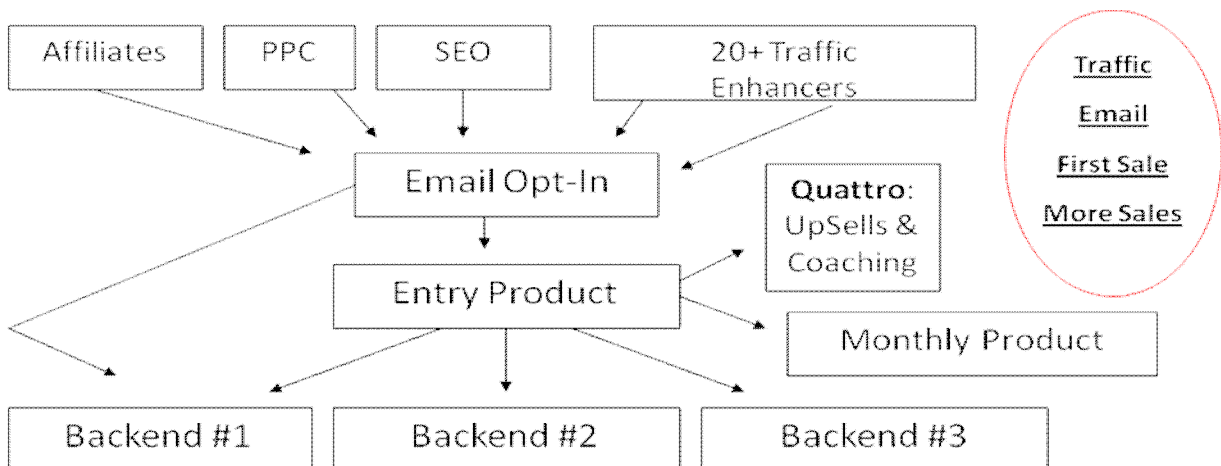 Affiliates
PPC
SEO
20+ Traffic
Enhancers
Traffic
Email
First Sale
More Sales
Email Opt-In
Quattro:
UpSells &
Coaching
Entry Product
Monthly Product
Backend #1
Backend #2
Backend #3